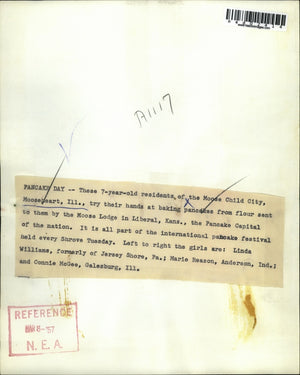 A1117
PANCAKE DAY -- These 7-year-old residents of the Moose Child City,
Mooseheart, Ill., try their hands at baking pancakes from flour sent
to them by the Moose Lodge in Liberal, Kans., the Pancake Capital
of the nation. It is all part of the international pancake festival
held every Shrove Tuesday. Left to right the girls are: Linda
Williams, formerly of Jersey Shore, Pa.; Marie Reason, Anderson, Ind.;
and Connie McGee, Galesburg, Ill.
REFERENCE
MAR 8-'57
N.E.A.